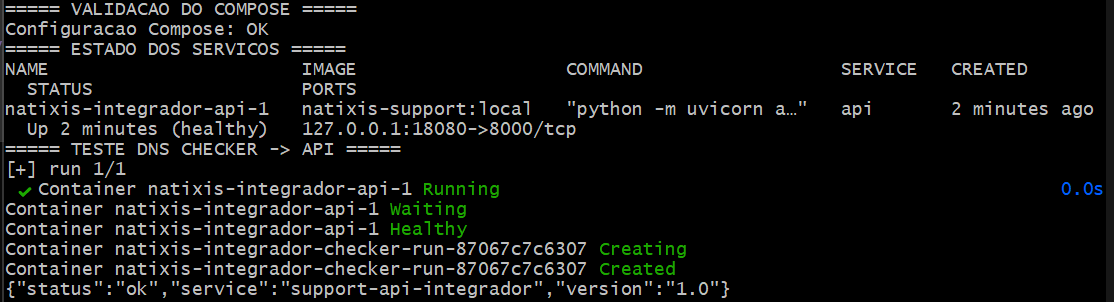 ===== VALIDACAO DO COMPOSE =====
Configuracao Compose: OK
===== ESTADO DOS SERVICOS =====
NAME                       IMAGE                   COMMAND                 SERVICE   CREATED
  STATUS                   PORTS
natixis-integrador-api-1   natixis-support:local   "python -m uvicorn a…"   api       2 minutes ago
  Up 2 minutes (healthy)   127.0.0.1:18080->8000/tcp
===== TESTE DNS CHECKER -> API =====
[+] run 1/1
 ✓ Container natixis-integrador-api-1 Running 0.0s
Container natixis-integrador-api-1 Waiting
Container natixis-integrador-api-1 Healthy
Container natixis-integrador-checker-run-87067c7c6307 Creating
Container natixis-integrador-checker-run-87067c7c6307 Created
{"status":"ok","service":"support-api-integrador","version":"1.0"}